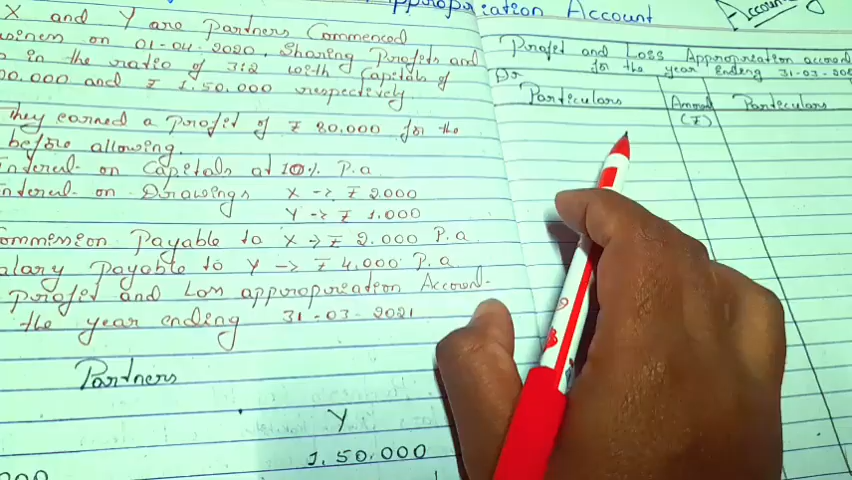 Appropriation Account
X and Y are Partners Commenced
on 01-04-2020, Sharing Profits and
in the ratio of 3:2 with Capitals of
00,000 and ₹ 1,50,000 respectively.
They earned a profit of ₹ 80,000 for the
before allowing.
Interest on Capitals at 10% P.a
Interest on Drawings X → ₹ 2,000
Y → ₹ 1,000
Commission Payable to X → ₹ 2,000 P.a
Salary Payable to Y → ₹ 4,000 P.a
Profit and Loss appropriation Account
the year ending 31-03-2021
Partners
Y
000
1,50,000
Profit and Loss Appropriation
for the year ending 31-03-
Dr
Particulars
Amount
(₹)
Particulars